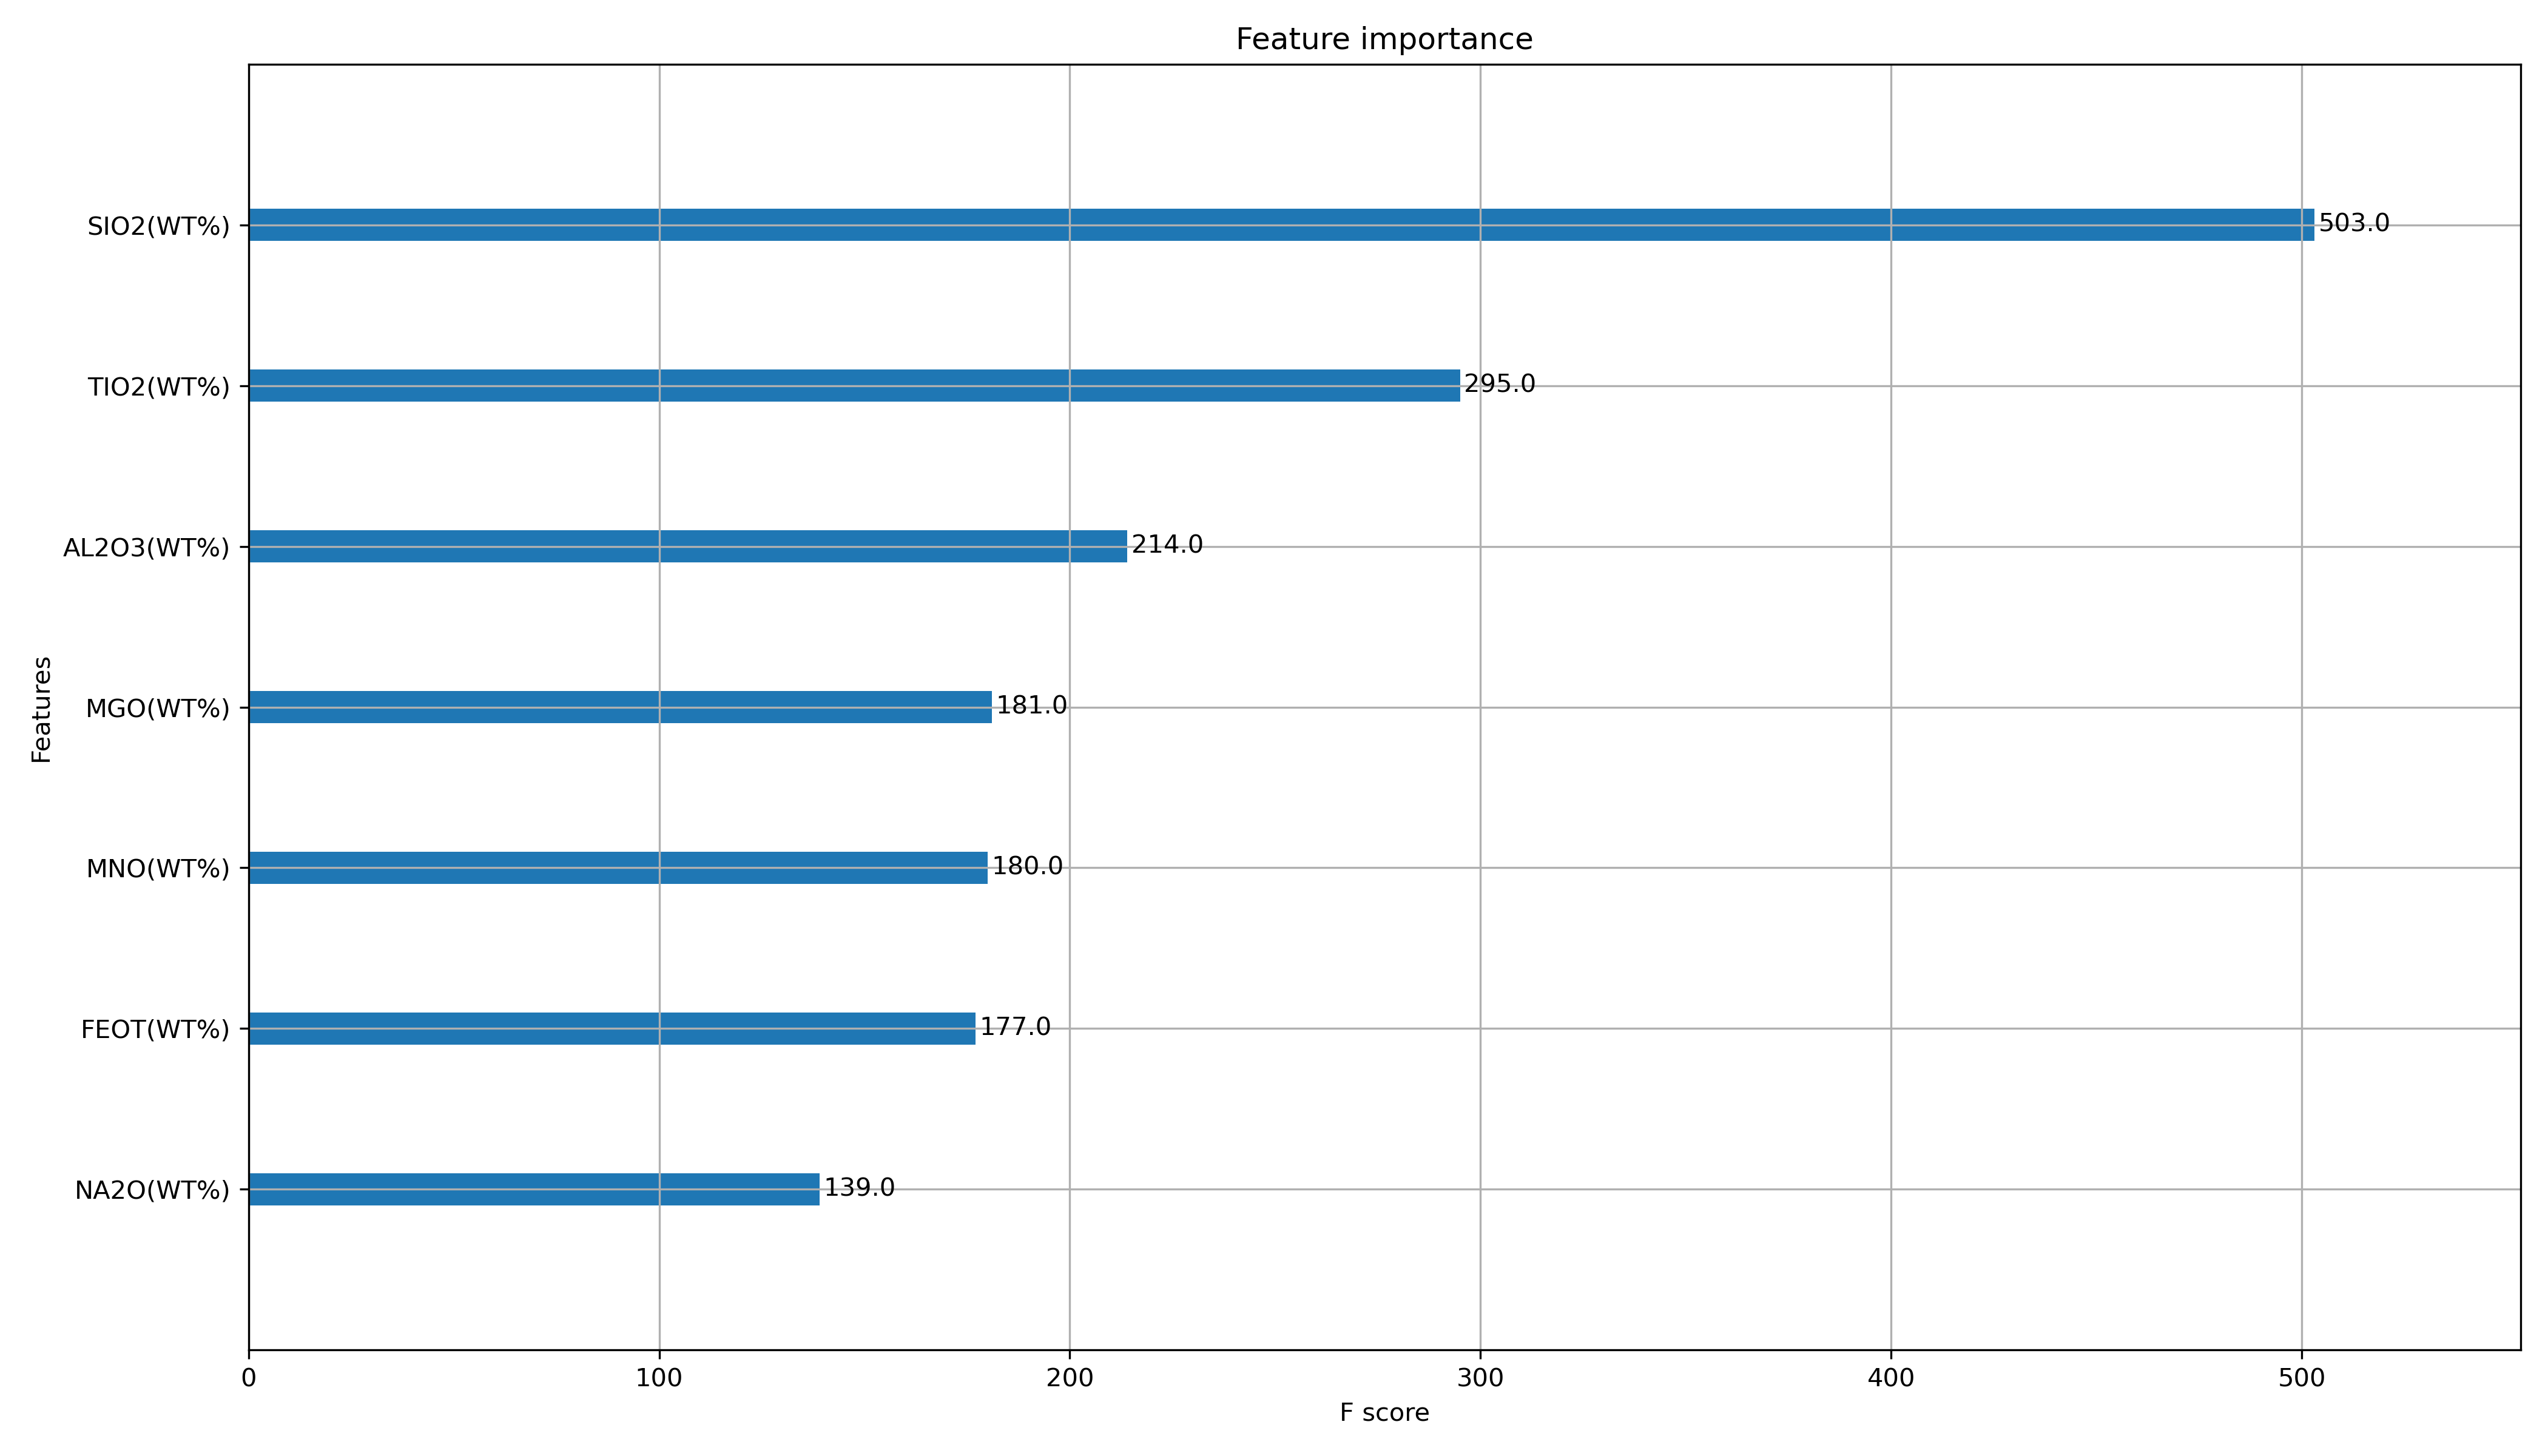 Feature importance
SIO2(WT%)
503.0
TIO2(WT%)
295.0
AL2O3(WT%)
214.0
MGO(WT%)
181.0
MNO(WT%)
180.0
FEOT(WT%)
177.0
NA2O(WT%)
139.0
Features
0 100 200 300 400 500
F score